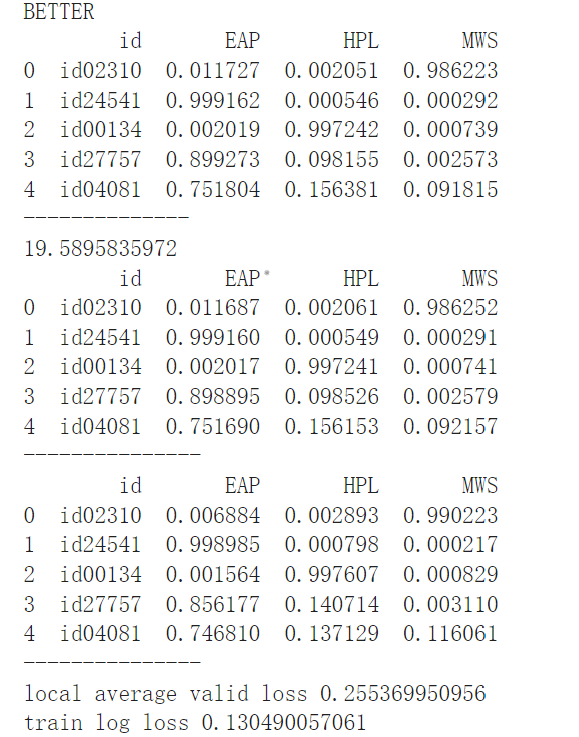 BETTER
id EAP HPL MWS
0 id02310 0.011727 0.002051 0.986223
1 id24541 0.999162 0.000546 0.000292
2 id00134 0.002019 0.997242 0.000739
3 id27757 0.899273 0.098155 0.002573
4 id04081 0.751804 0.156381 0.091815
--------------
19.5895835972
id EAP HPL MWS
0 id02310 0.011687 0.002061 0.986252
1 id24541 0.999160 0.000549 0.000291
2 id00134 0.002017 0.997241 0.000741
3 id27757 0.898895 0.098526 0.002579
4 id04081 0.751690 0.156153 0.092157
---------------
id EAP HPL MWS
0 id02310 0.006884 0.002893 0.990223
1 id24541 0.998985 0.000798 0.000217
2 id00134 0.001564 0.997607 0.000829
3 id27757 0.856177 0.140714 0.003110
4 id04081 0.746810 0.137129 0.116061
---------------
local average valid loss 0.255369950956
train log loss 0.130490057061